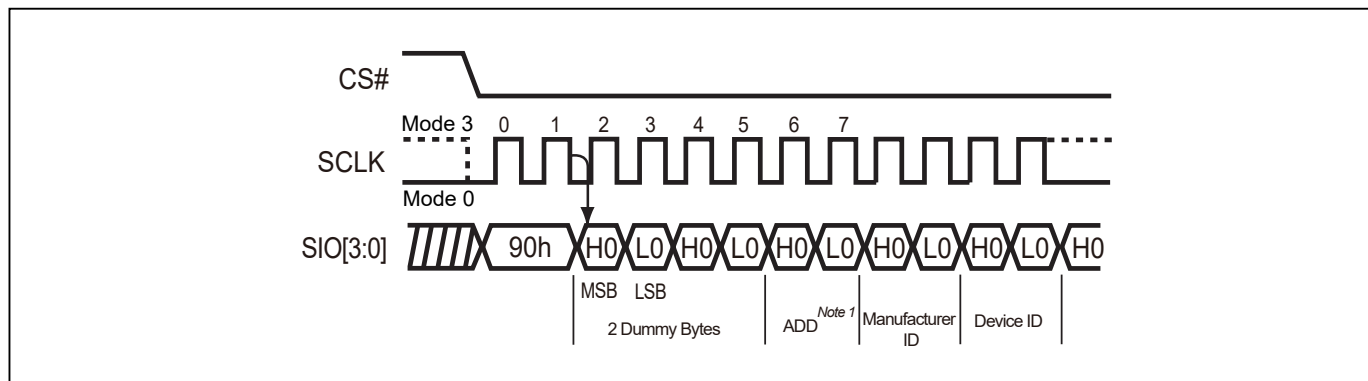 CS#
Mode 3 0 1 2 3 4 5 6 7
SCLK
Mode 0
SIO[3:0] 90h H0 L0 H0 L0 H0 L0 H0 L0 H0 L0 H0
MSB LSB
2 Dummy Bytes ADD Note 1 Manufacturer ID Device ID